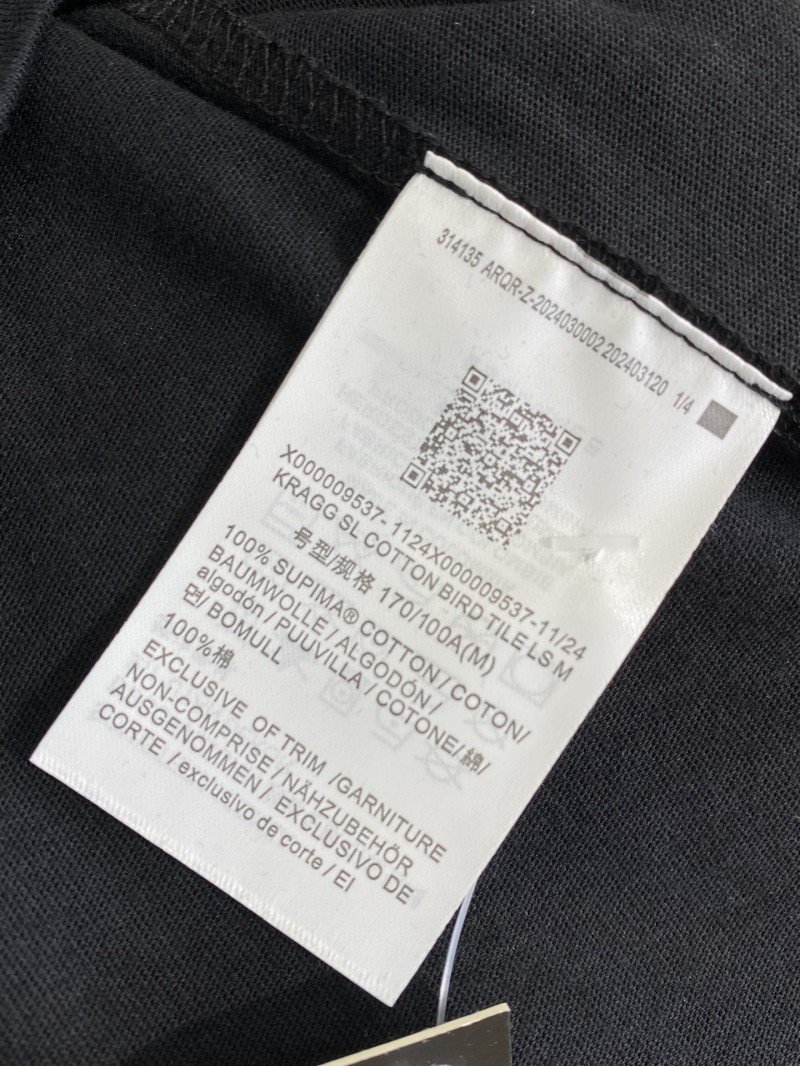 314135 ARQR-Z-2024030002 202403120 1/4
X000009537-1124X000009537-11/24
KRAGG SL COTTON BIRD TILE LS M
号型/规格 170/100A(M)
100% SUPIMA® COTTON / COTON/
BAUMWOLLE / ALGODÓN /
algodón / PUUVILLA / COTONE/綿/
면/ BOMULL
100%棉
EXCLUSIVE OF TRIM /GARNITURE
NON-COMPRISE / NÄHZUBEHÖR
AUSGENOMMEN / EXCLUSIVO DE
CORTE / exclusivo de corte / EI